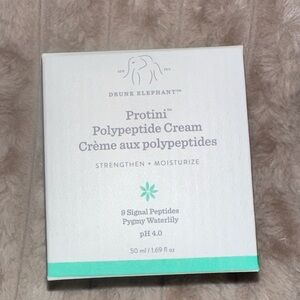 DRUNK ELEPHANT™
Protini™
Polypeptide Cream
Crème aux polypeptides
STRENGTHEN • MOISTURIZE
9 Signal Peptides
Pygmy Waterlily
pH 4.0
50 ml / 1.69 fl oz